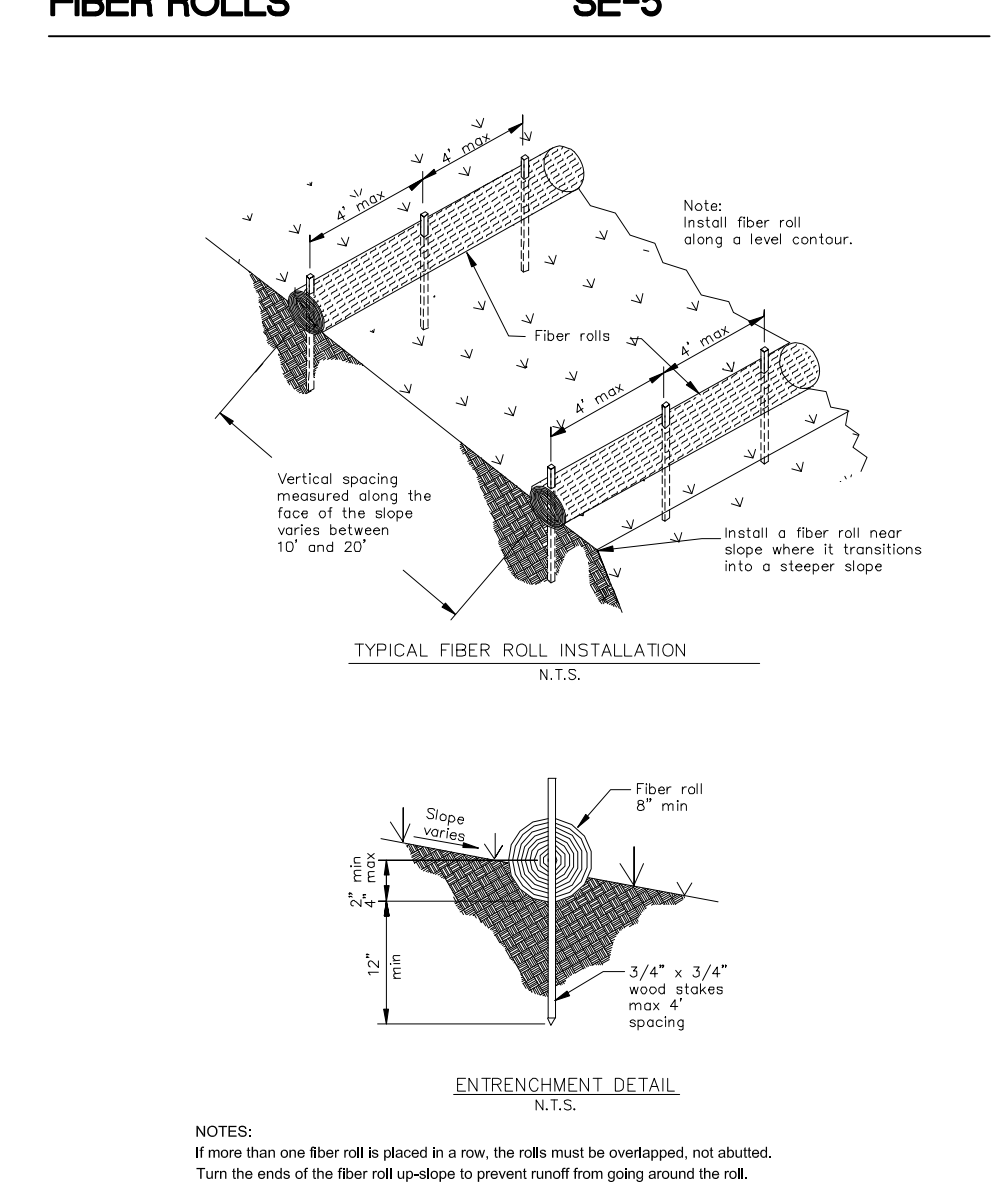 FIBER ROLLS SE-5
4' max
4' max
Note:
Install fiber roll
along a level contour.
Fiber rolls
4' max
4' max
Vertical spacing
measured along the
face of the slope
varies between
10' and 20'
Install a fiber roll near
slope where it transitions
into a steeper slope
TYPICAL FIBER ROLL INSTALLATION
N.T.S.
Fiber roll
8" min
Slope
varies
2" min
4" max
12"
min
3/4" x 3/4"
wood stakes
max 4'
spacing
ENTRENCHMENT DETAIL
N.T.S.
NOTES:
If more than one fiber roll is placed in a row, the rolls must be overlapped, not abutted.
Turn the ends of the fiber roll up-slope to prevent runoff from going around the roll.